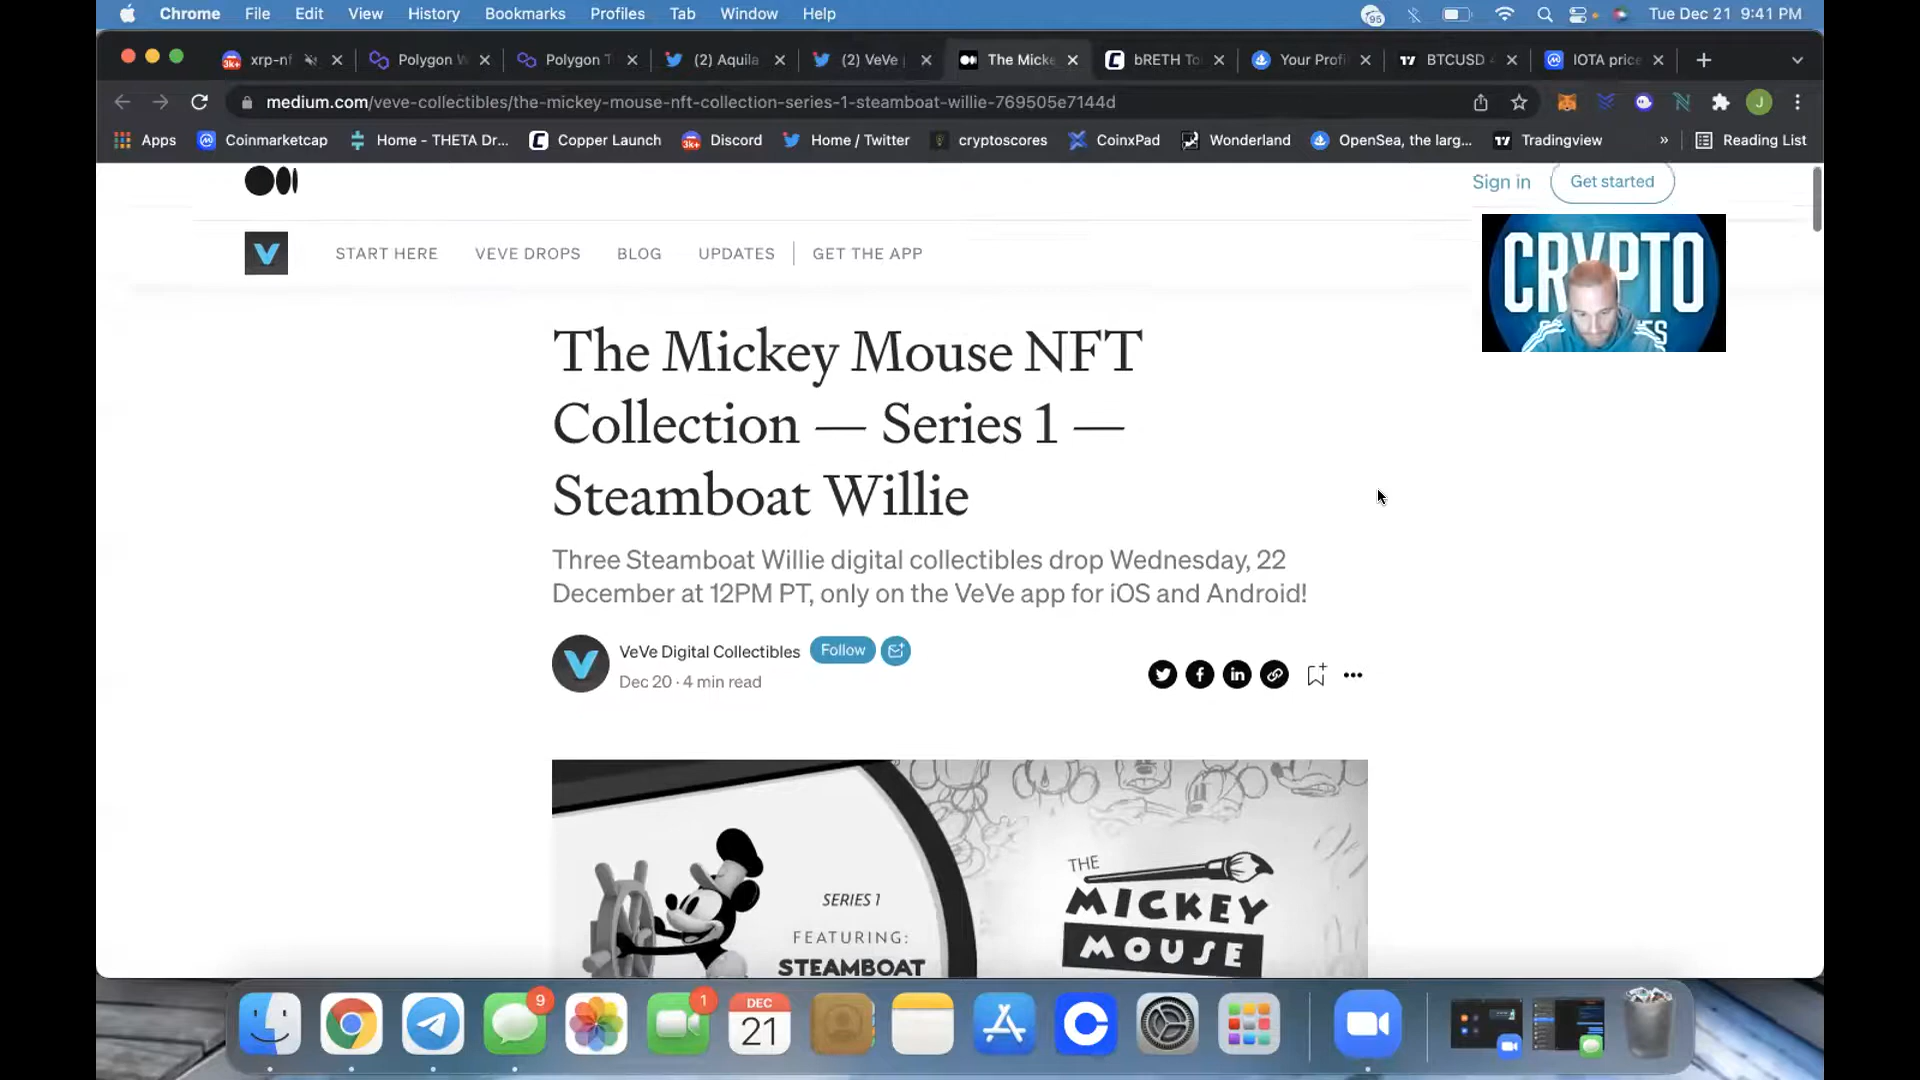 Chrome File Edit View History Bookmarks Profiles Tab Window Help
95
Tue Dec 21 9:41 PM
3k+ xrp-nf
Polygon W
Polygon T
(2) Aquila
(2) VeVe
The Micke
bRETH To
Your Profi
BTCUSD
IOTA price
medium.com/veve-collectibles/the-mickey-mouse-nft-collection-series-1-steamboat-willie-769505e7144d
J
Apps Coinmarketcap Home - THETA Dr... Copper Launch 3k+ Discord Home / Twitter cryptoscores CoinxPad Wonderland OpenSea, the larg... Tradingview » Reading List
Sign in Get started
START HERE VEVE DROPS BLOG UPDATES GET THE APP
CRYPTO
The Mickey Mouse NFT
Collection — Series 1 —
Steamboat Willie
Three Steamboat Willie digital collectibles drop Wednesday, 22
December at 12PM PT, only on the VeVe app for iOS and Android!
VeVe Digital Collectibles Follow
Dec 20 · 4 min read
SERIES 1
FEATURING:
STEAMBOAT
THE
MICKEY
MOUSE
9
1
DEC
21